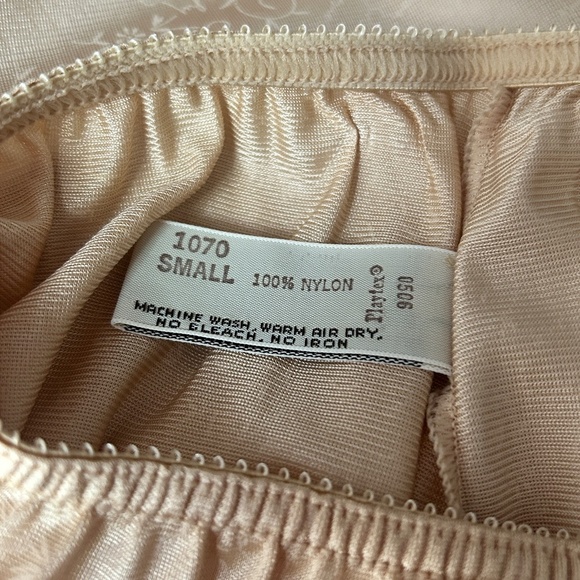 1070
SMALL 100% NYLON
Playtex®
0506
MACHINE WASH, WARM AIR DRY,
NO BLEACH, NO IRON